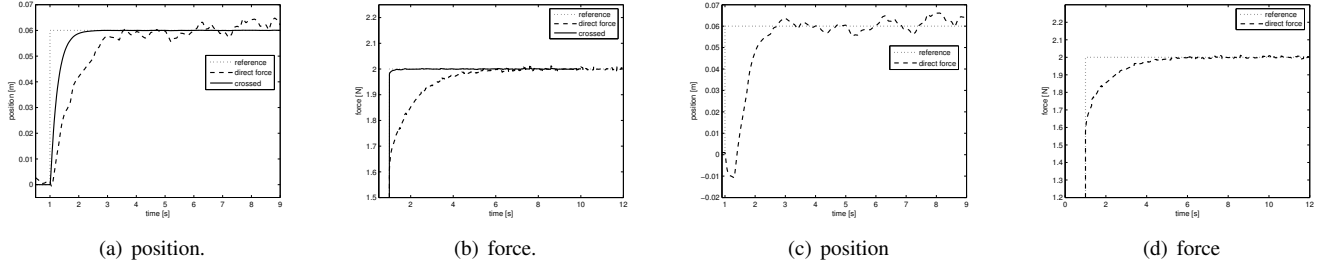 0.07
0.06
0.05
0.04
0.03
0.02
0.01
0
position [m]
1 2 3 4 5 6 7 8 9
time [s]
reference
direct force
crossed
(a) position.
2.2
2.1
2
1.9
1.8
1.7
1.6
1.5
force [N]
0 2 4 6 8 10 12
time [s]
reference
direct force
crossed
(b) force.
0.07
0.06
0.05
0.04
0.03
0.02
0.01
0
−0.01
−0.02
position [m]
1 2 3 4 5 6 7 8 9
time [s]
reference
direct force
(c) position
2.2
2.1
2
1.9
1.8
1.7
1.6
1.5
1.4
1.3
1.2
force [N]
0 2 4 6 8 10 12
time [s]
reference
direct force
(d) force